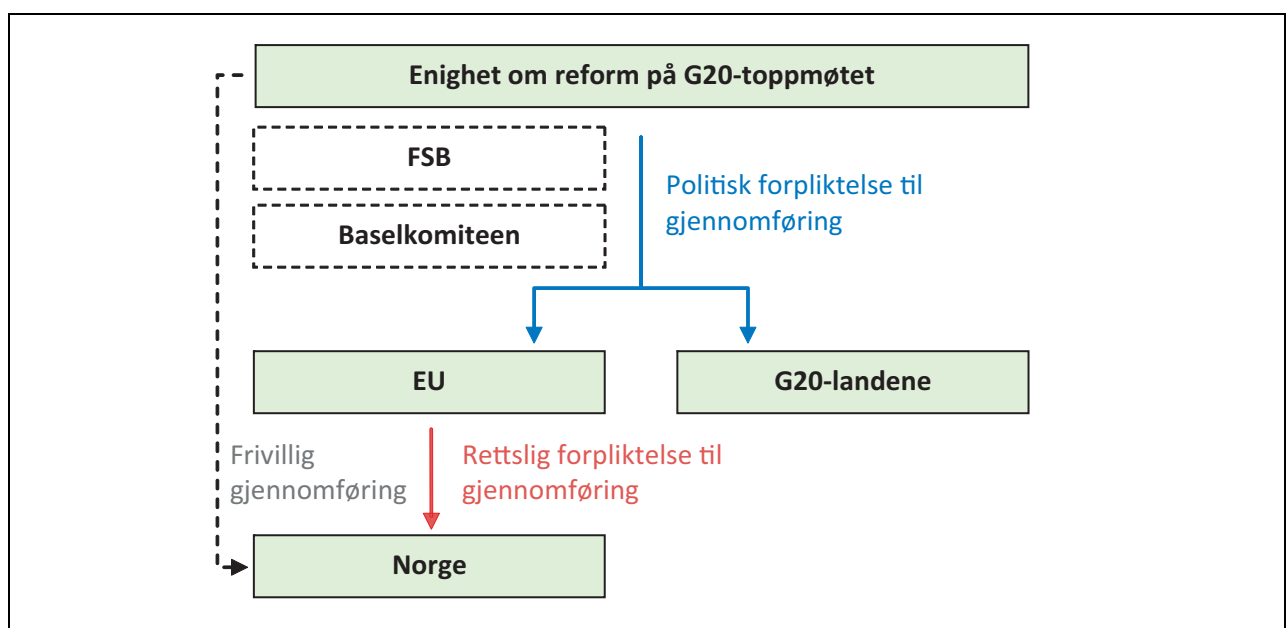 Enighet om reform på G20-toppmøtet
FSB
Politisk forpliktelse til
gjennomføring
Baselkomiteen
EU
G20-landene
Frivillig
gjennomføring
Rettslig forpliktelse til
gjennomføring
Norge